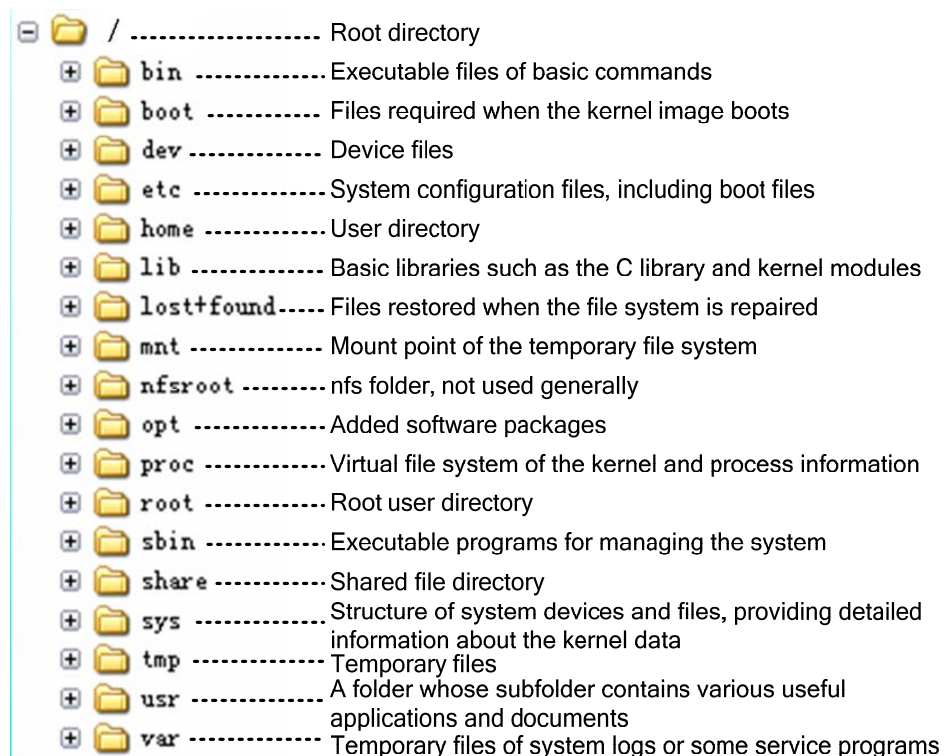 / .................... Root directory
bin .............. Executable files of basic commands
boot ............. Files required when the kernel image boots
dev .............. Device files
etc .............. System configuration files, including boot files
home ............. User directory
lib .............. Basic libraries such as the C library and kernel modules
lost+found ..... Files restored when the file system is repaired
mnt .............. Mount point of the temporary file system
nfsroot ......... nfs folder, not used generally
opt .............. Added software packages
proc ............. Virtual file system of the kernel and process information
root ............. Root user directory
sbin ............. Executable programs for managing the system
share ............ Shared file directory
sys .............. Structure of system devices and files, providing detailed
information about the kernel data
tmp .............. Temporary files
usr .............. A folder whose subfolder contains various useful
applications and documents
var .............. Temporary files of system logs or some service programs